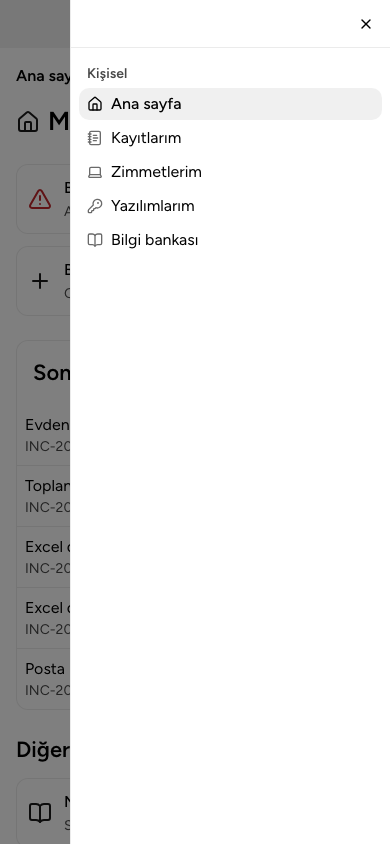 Kişisel
Ana sayfa
Kayıtlarım
Zimmetlerim
Yazılımlarım
Bilgi bankası
Ana say
M
Son
Evden
INC-20
Toplan
INC-20
Excel
INC-20
Excel
INC-20
Posta
INC-20
Diğer